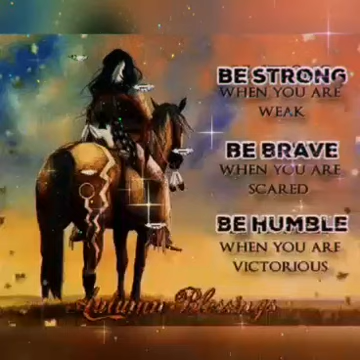 BE STRONG
WHEN YOU ARE
WEAK
BE BRAVE
WHEN YOU ARE
SCARED
BE HUMBLE
WHEN YOU ARE
VICTORIOUS
Autumn Blessings